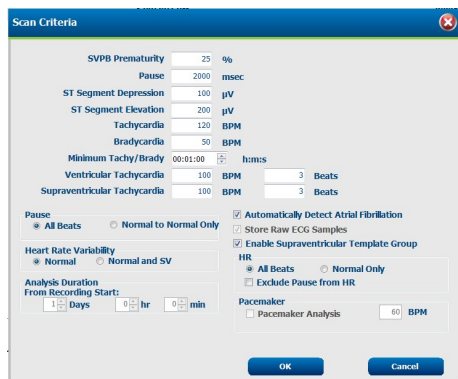 Scan Criteria
SVPB Prematurity 25 %
Pause 2000 msec
ST Segment Depression 100 µV
ST Segment Elevation 200 µV
Tachycardia 120 BPM
Bradycardia 50 BPM
Minimum Tachy/Brady 00:01:00 h:m:s
Ventricular Tachycardia 100 BPM 3 Beats
Supraventricular Tachycardia 100 BPM 3 Beats
Pause
All Beats Normal to Normal Only
Heart Rate Variability
Normal Normal and SV
Analysis Duration
From Recording Start:
1 Days 0 hr 0 min
Automatically Detect Atrial Fibrillation
Store Raw ECG Samples
Enable Supraventricular Template Group
HR
All Beats Normal Only
Exclude Pause from HR
Pacemaker
Pacemaker Analysis 60 BPM
OK Cancel